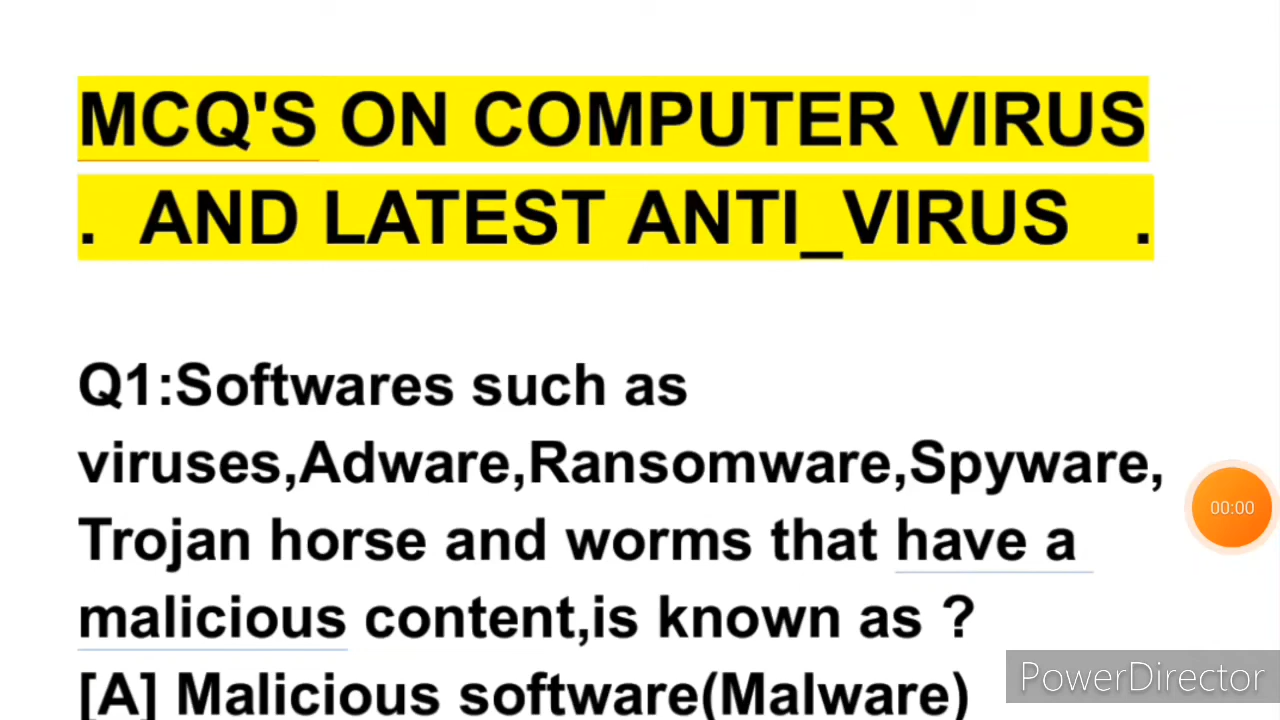 MCQ'S ON COMPUTER VIRUS
. AND LATEST ANTI_VIRUS .
Q1:Softwares such as
viruses,Adware,Ransomware,Spyware,
Trojan horse and worms that have a
00:00
malicious content,is known as ?
[A] Malicious software(Malware)
PowerDirector